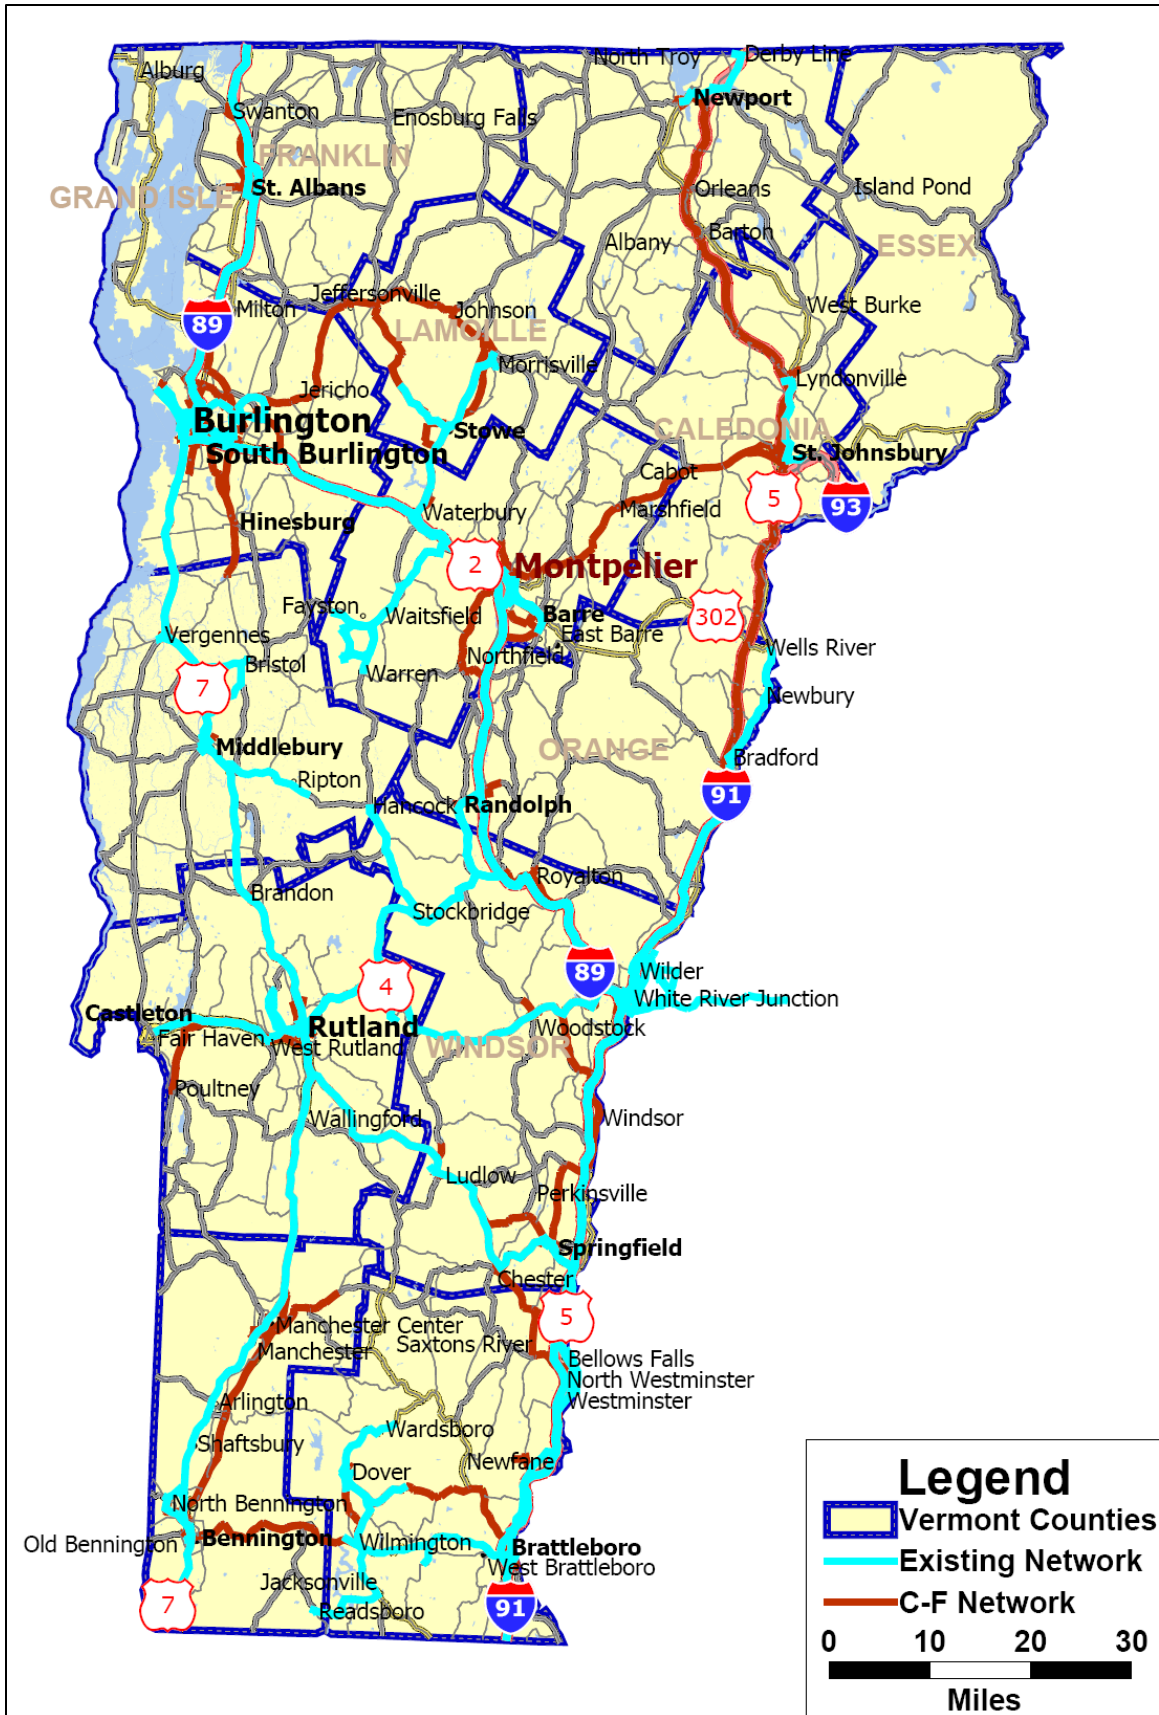 North Troy
Derby Line
Alburg
Newport
Swanton
Enosburg Falls
FRANKLIN
St. Albans
GRAND ISLE
Orleans
Island Pond
Barton
Albany
ESSEX
Jeffersonville
Milton
Johnson
West Burke
89
LAMOILLE
Morrisville
Lyndonville
Jericho
Burlington
Stowe
CALEDONIA
South Burlington
St. Johnsbury
Cabot
5
93
Waterbury
Marshfield
Hinesburg
2
Montpelier
Fayston
Waitsfield
Barre
302
East Barre
Vergennes
Wells River
Bristol
Northfield
Warren
7
Newbury
Middlebury
ORANGE
Bradford
Ripton
91
Hancock
Randolph
Royalton
Brandon
Stockbridge
89
Wilder
4
White River Junction
Castleton
Rutland
Woodstock
Fair Haven
West Rutland
WINDSOR
Poultney
Wallingford
Windsor
Ludlow
Perkinsville
Springfield
Chester
5
Manchester Center
Saxtons River
Manchester
Bellows Falls
North Westminster
Westminster
Arlington
Wardsboro
Shaftsbury
Newfane
Dover
North Bennington
Old Bennington
Bennington
Wilmington
Brattleboro
West Brattleboro
Jacksonville
7
Readsboro
91
Legend
Vermont Counties
Existing Network
C-F Network
0 10 20 30
Miles